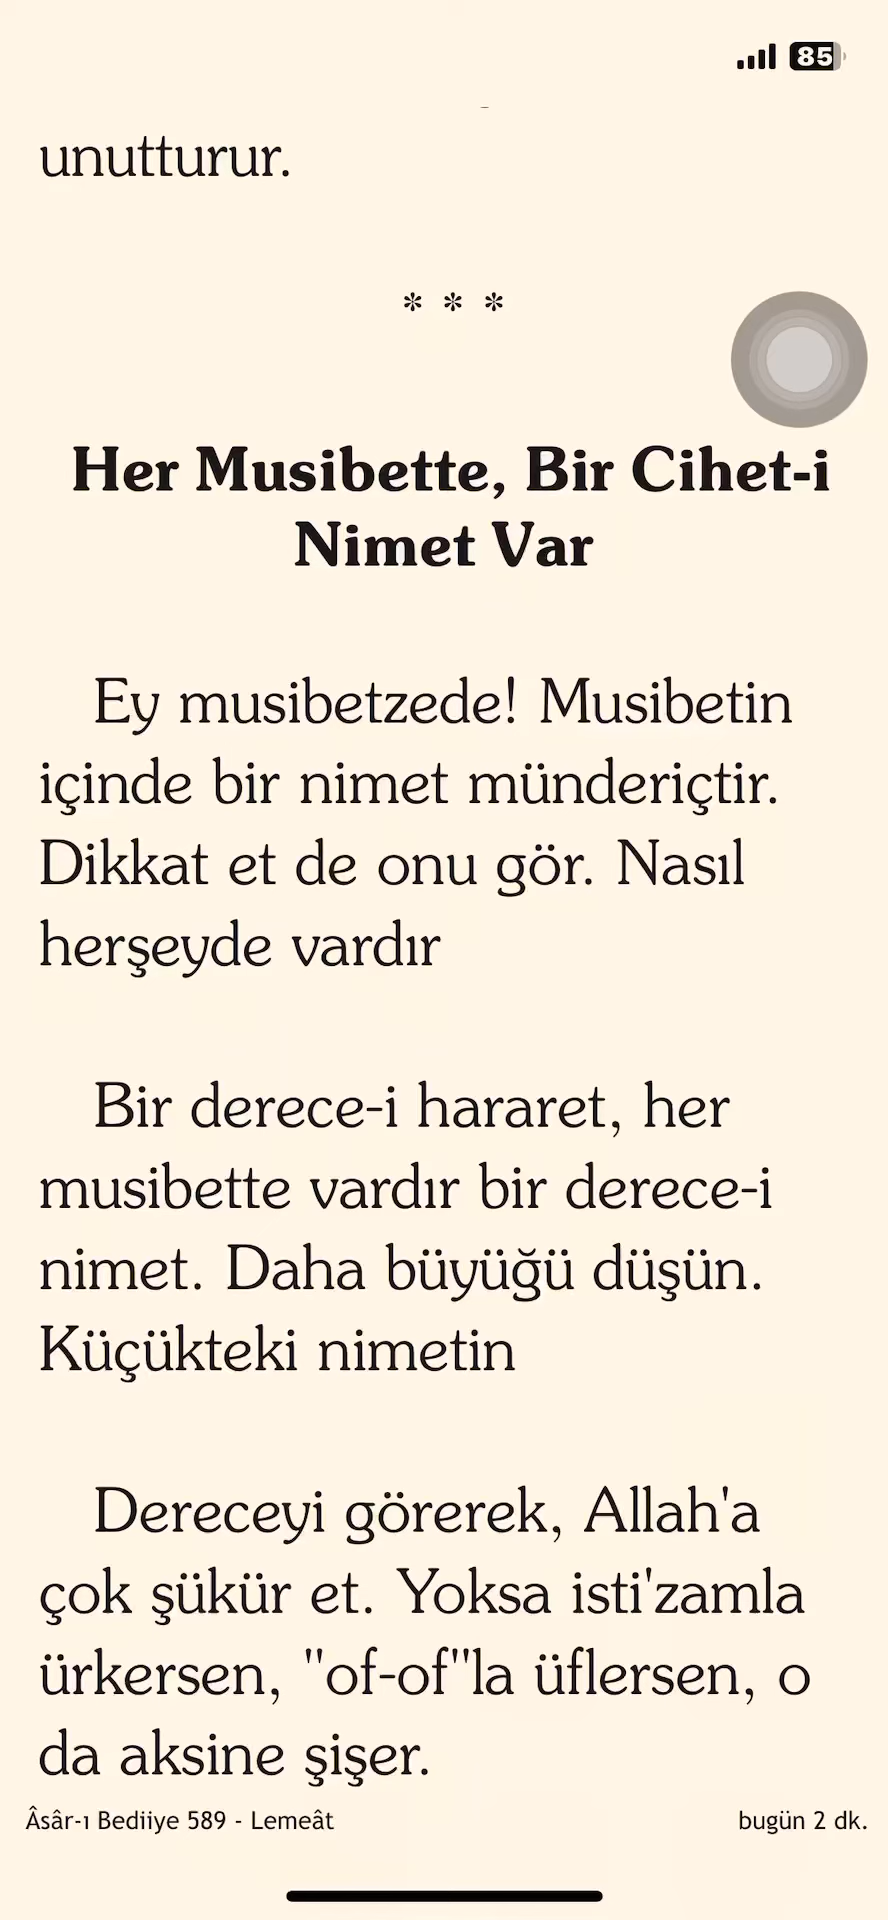 85
unutturur.
* * *
Her Musibette, Bir Cihet-i
Nimet Var
Ey musibetzede! Musibetin
içinde bir nimet münderiçtir.
Dikkat et de onu gör. Nasıl
herşeyde vardır
Bir derece-i hararet, her
musibette vardır bir derece-i
nimet. Daha büyüğü düşün.
Küçükteki nimetin
Dereceyi görerek, Allah'a
çok şükür et. Yoksa isti'zamla
ürkersen, "of-of"la üflersen, o
da aksine şişer.
Âsâr-ı Bediiye 589 - Lemeât
bugün 2 dk.